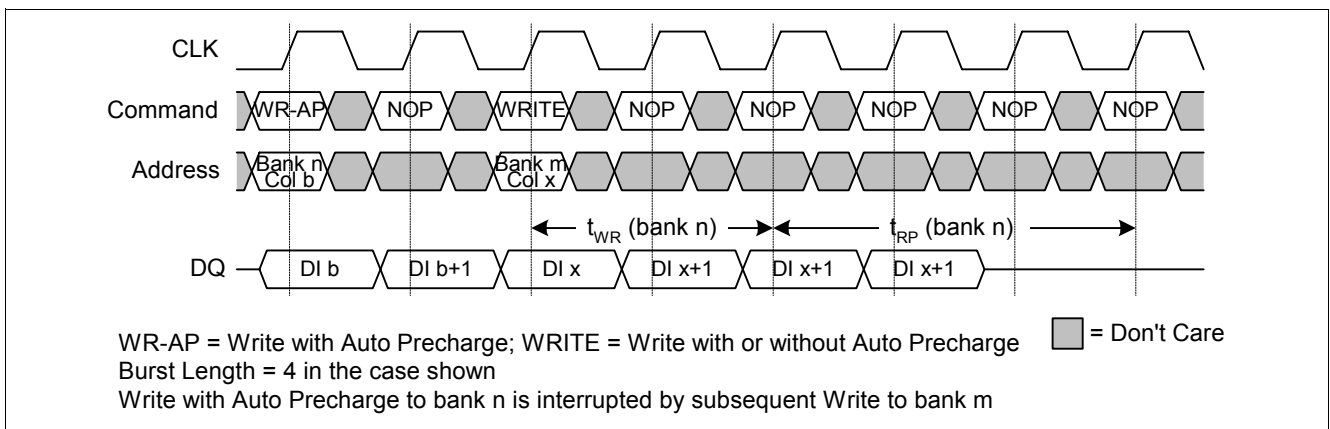 CLK
Command WR-AP NOP WRITE NOP NOP NOP NOP NOP
Address Bank n Bank m
Col b Col x
tWR (bank n) tRP (bank n)
DQ DI b DI b+1 DI x DI x+1 DI x+1 DI x+1
WR-AP = Write with Auto Precharge; WRITE = Write with or without Auto Precharge = Don't Care
Burst Length = 4 in the case shown
Write with Auto Precharge to bank n is interrupted by subsequent Write to bank m